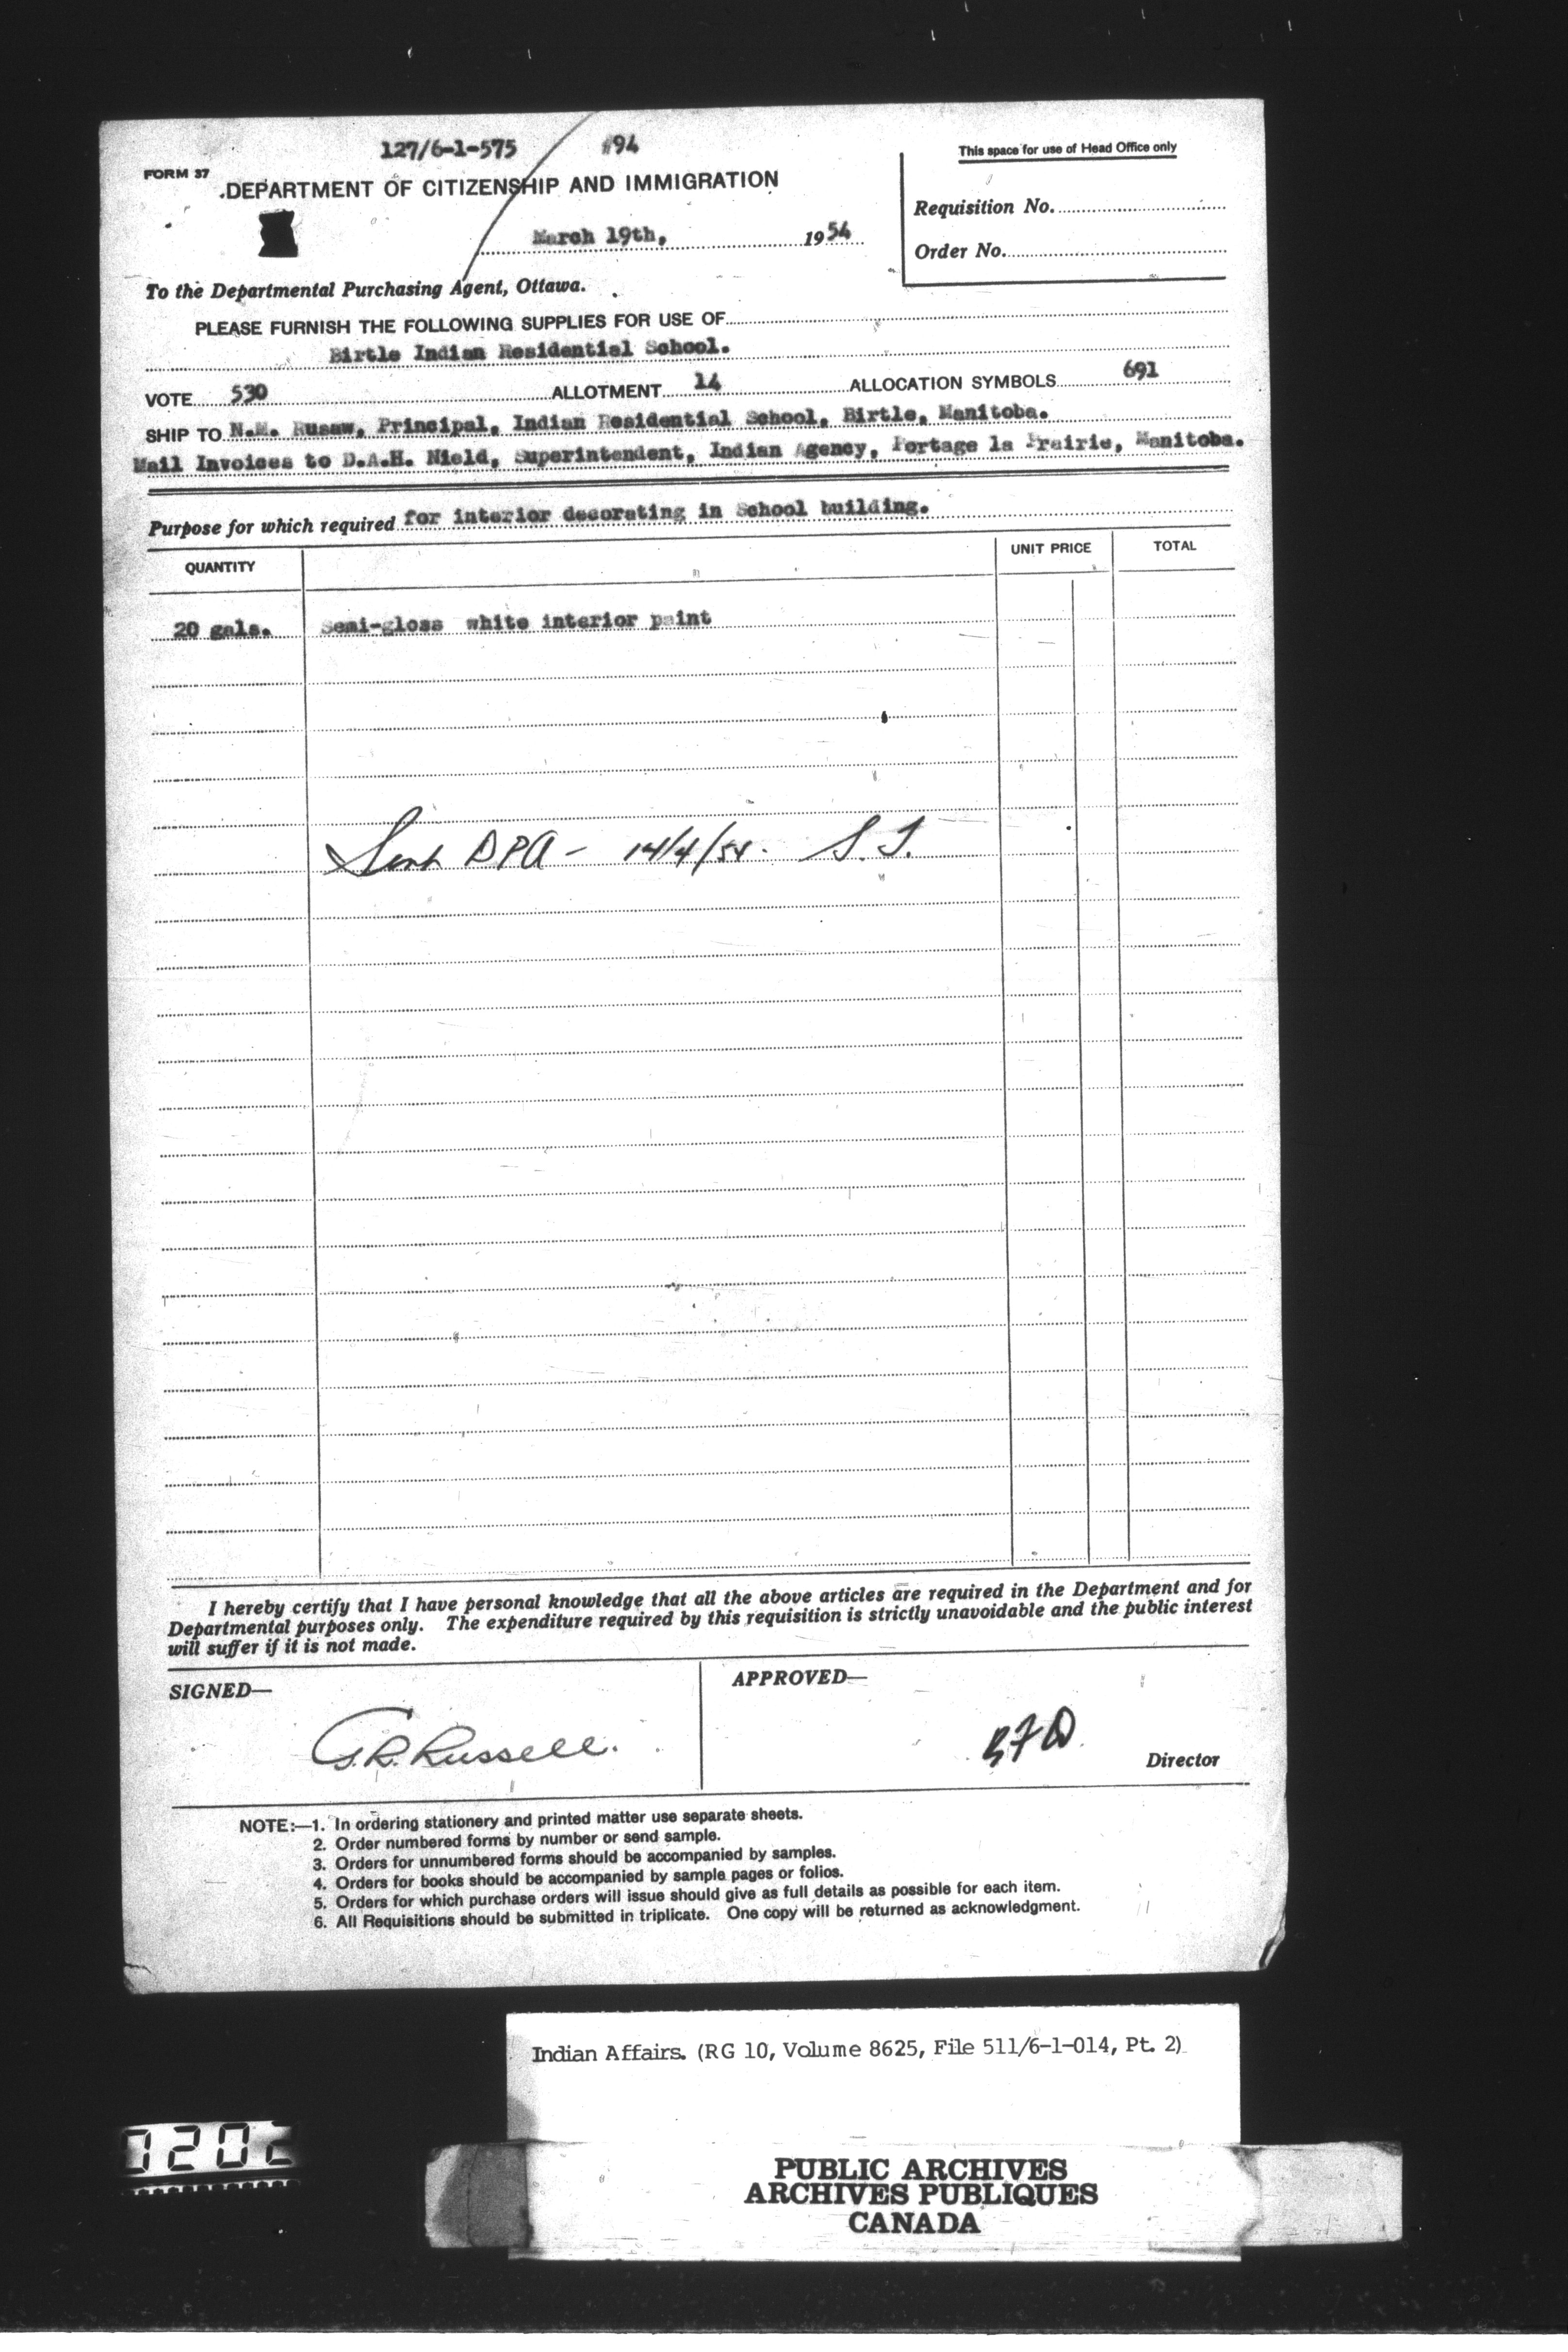 127/6-1-575 #94
This space for use of Head Office only
FORM 37
DEPARTMENT OF CITIZENSHIP AND IMMIGRATION
Requisition No.
March 19th, 1954
Order No.
To the Departmental Purchasing Agent, Ottawa.
PLEASE FURNISH THE FOLLOWING SUPPLIES FOR USE OF
Birtle Indian Residential School.
VOTE 530 ALLOTMENT 14 ALLOCATION SYMBOLS 691
SHIP TO N.M. Rusaw, Principal, Indian Residential School, Birtle, Manitoba.
Mail Invoices to D.A.H. Nield, Superintendent, Indian Agency, Portage la Prairie, Manitoba.
Purpose for which required for interior decorating in School building.
QUANTITY UNIT PRICE TOTAL
20 gals. Semi-gloss white interior paint
Sent DPA - 14/4/54. S.J.
I hereby certify that I have personal knowledge that all the above articles are required in the Department and for
Departmental purposes only. The expenditure required by this requisition is strictly unavoidable and the public interest
will suffer if it is not made.
SIGNED— APPROVED—
G.R. Russell.
Director
NOTE:—1. In ordering stationery and printed matter use separate sheets.
2. Order numbered forms by number or send sample.
3. Orders for unnumbered forms should be accompanied by samples.
4. Orders for books should be accompanied by sample pages or folios.
5. Orders for which purchase orders will issue should give as full details as possible for each item.
6. All Requisitions should be submitted in triplicate. One copy will be returned as acknowledgment.
Indian Affairs. (RG 10, Volume 8625, File 511/6-1-014, Pt. 2)
PUBLIC ARCHIVES
ARCHIVES PUBLIQUES
CANADA